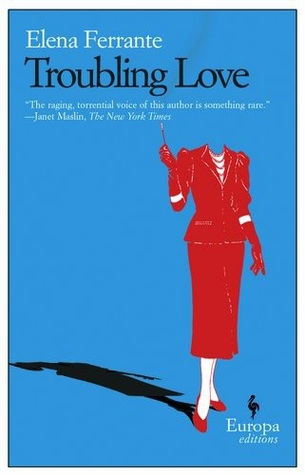 Elena Ferrante
Troubling Love
“The raging, torrential voice of this author is something rare.”
—Janet Maslin, The New York Times
Europa
editions